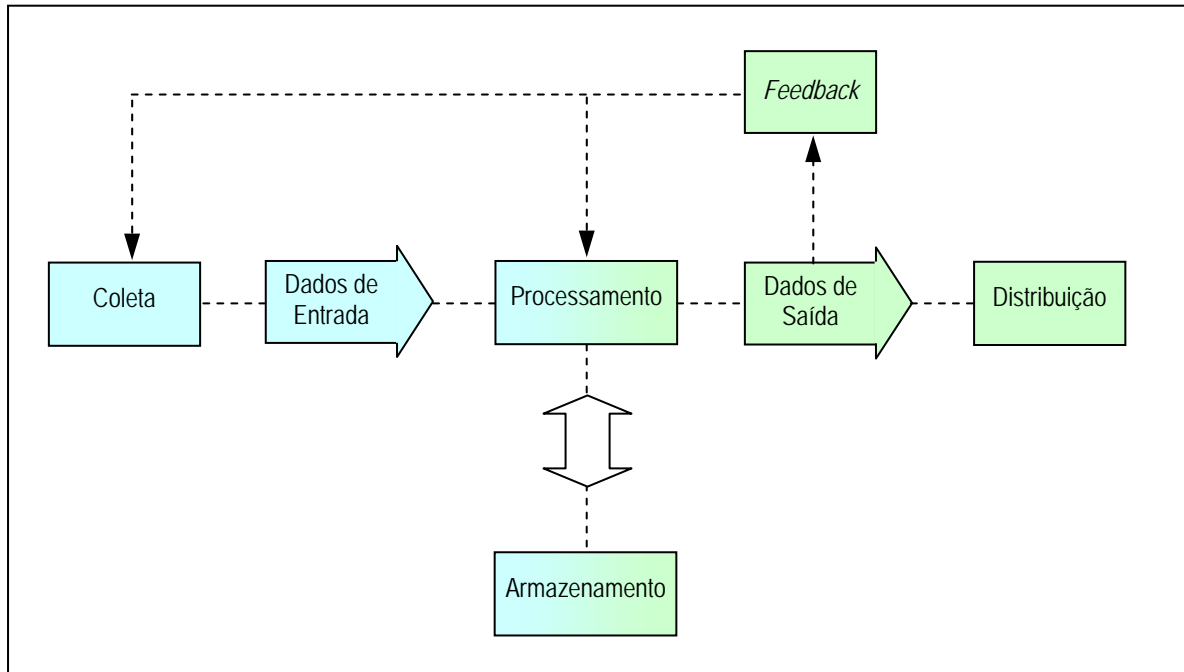 Feedback
Coleta
Dados de
Entrada
Processamento
Dados de
Saída
Distribuição
Armazenamento